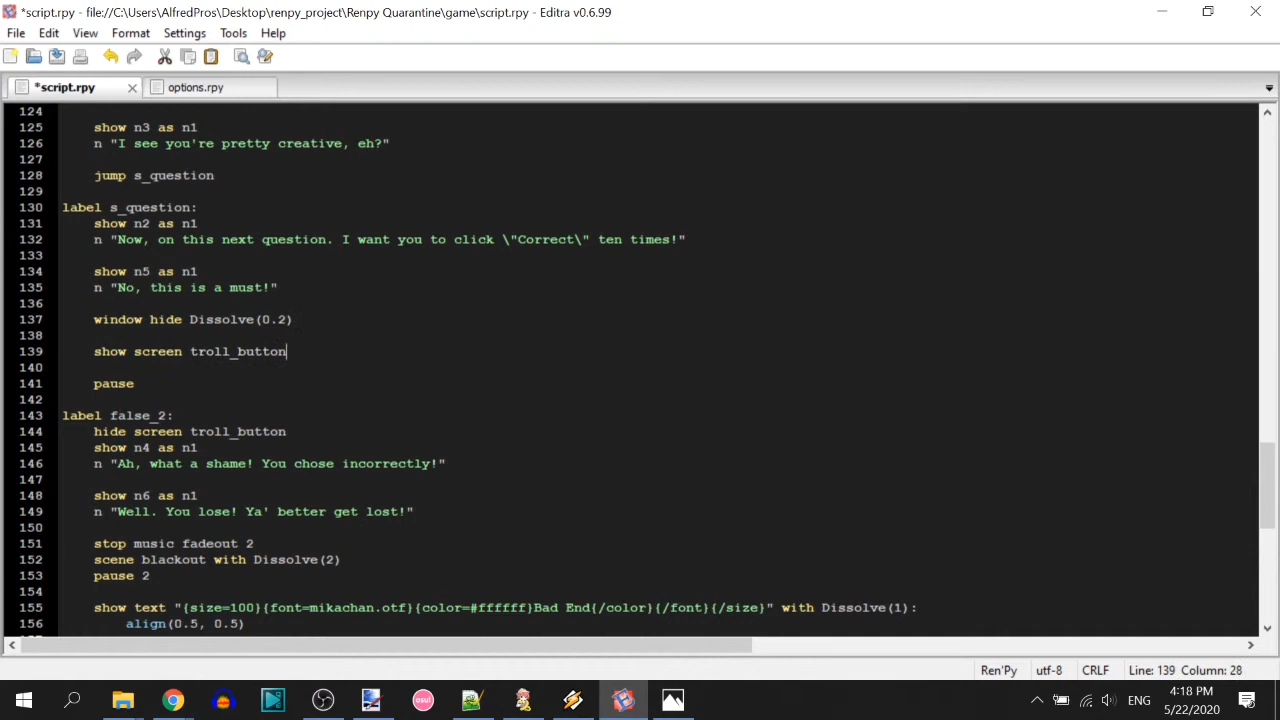 *script.rpy - file://C:\Users\AlfredPros\Desktop\renpy_project\Renpy Quarantine\game\script.rpy - Editra v0.6.99
File Edit View Format Settings Tools Help
*script.rpy options.rpy
124
125 show n3 as n1
126 n "I see you're pretty creative, eh?"
127
128 jump s_question
129
130 label s_question:
131 show n2 as n1
132 n "Now, on this next question. I want you to click \"Correct\" ten times!"
133
134 show n5 as n1
135 n "No, this is a must!"
136
137 window hide Dissolve(0.2)
138
139 show screen troll_button
140
141 pause
142
143 label false_2:
144 hide screen troll_button
145 show n4 as n1
146 n "Ah, what a shame! You chose incorrectly!"
147
148 show n6 as n1
149 n "Well. You lose! Ya' better get lost!"
150
151 stop music fadeout 2
152 scene blackout with Dissolve(2)
153 pause 2
154
155 show text "{size=100}{font=mikachan.otf}{color=#ffffff}Bad End{/color}{/font}{/size}" with Dissolve(1):
156 align(0.5, 0.5)
Ren'Py utf-8 CRLF Line: 139 Column: 28
osu!
ENG
4:18 PM
5/22/2020